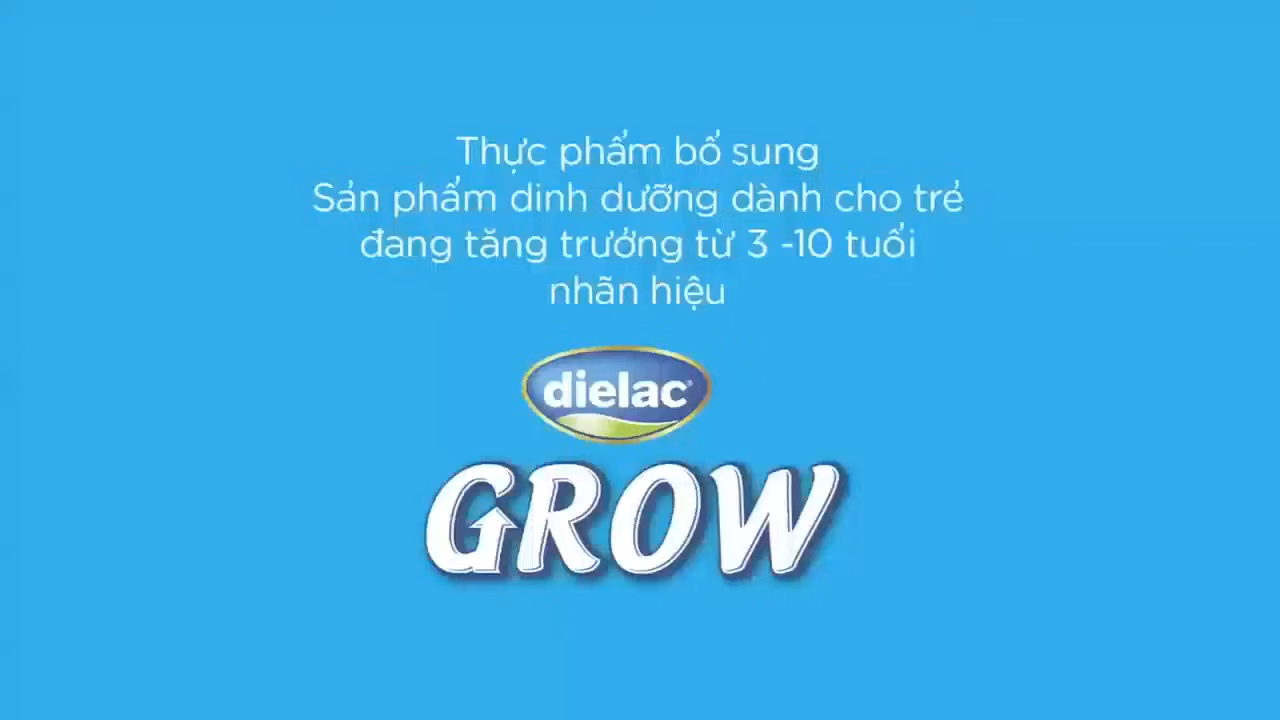 Thực phẩm bổ sung
Sản phẩm dinh dưỡng dành cho trẻ
đang tăng trưởng từ 3 -10 tuổi
nhãn hiệu
dielac®
GROW